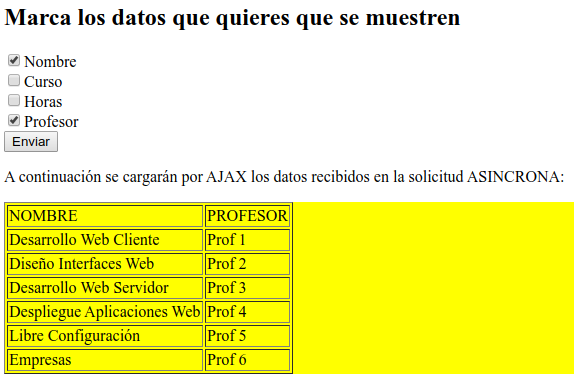 Marca los datos que quieres que se muestren
Nombre
Curso
Horas
Profesor
Enviar
A continuación se cargarán por AJAX los datos recibidos en la solicitud ASINCRONA:
NOMBRE PROFESOR
Desarrollo Web Cliente Prof 1
Diseño Interfaces Web Prof 2
Desarrollo Web Servidor Prof 3
Despliegue Aplicaciones Web Prof 4
Libre Configuración Prof 5
Empresas Prof 6